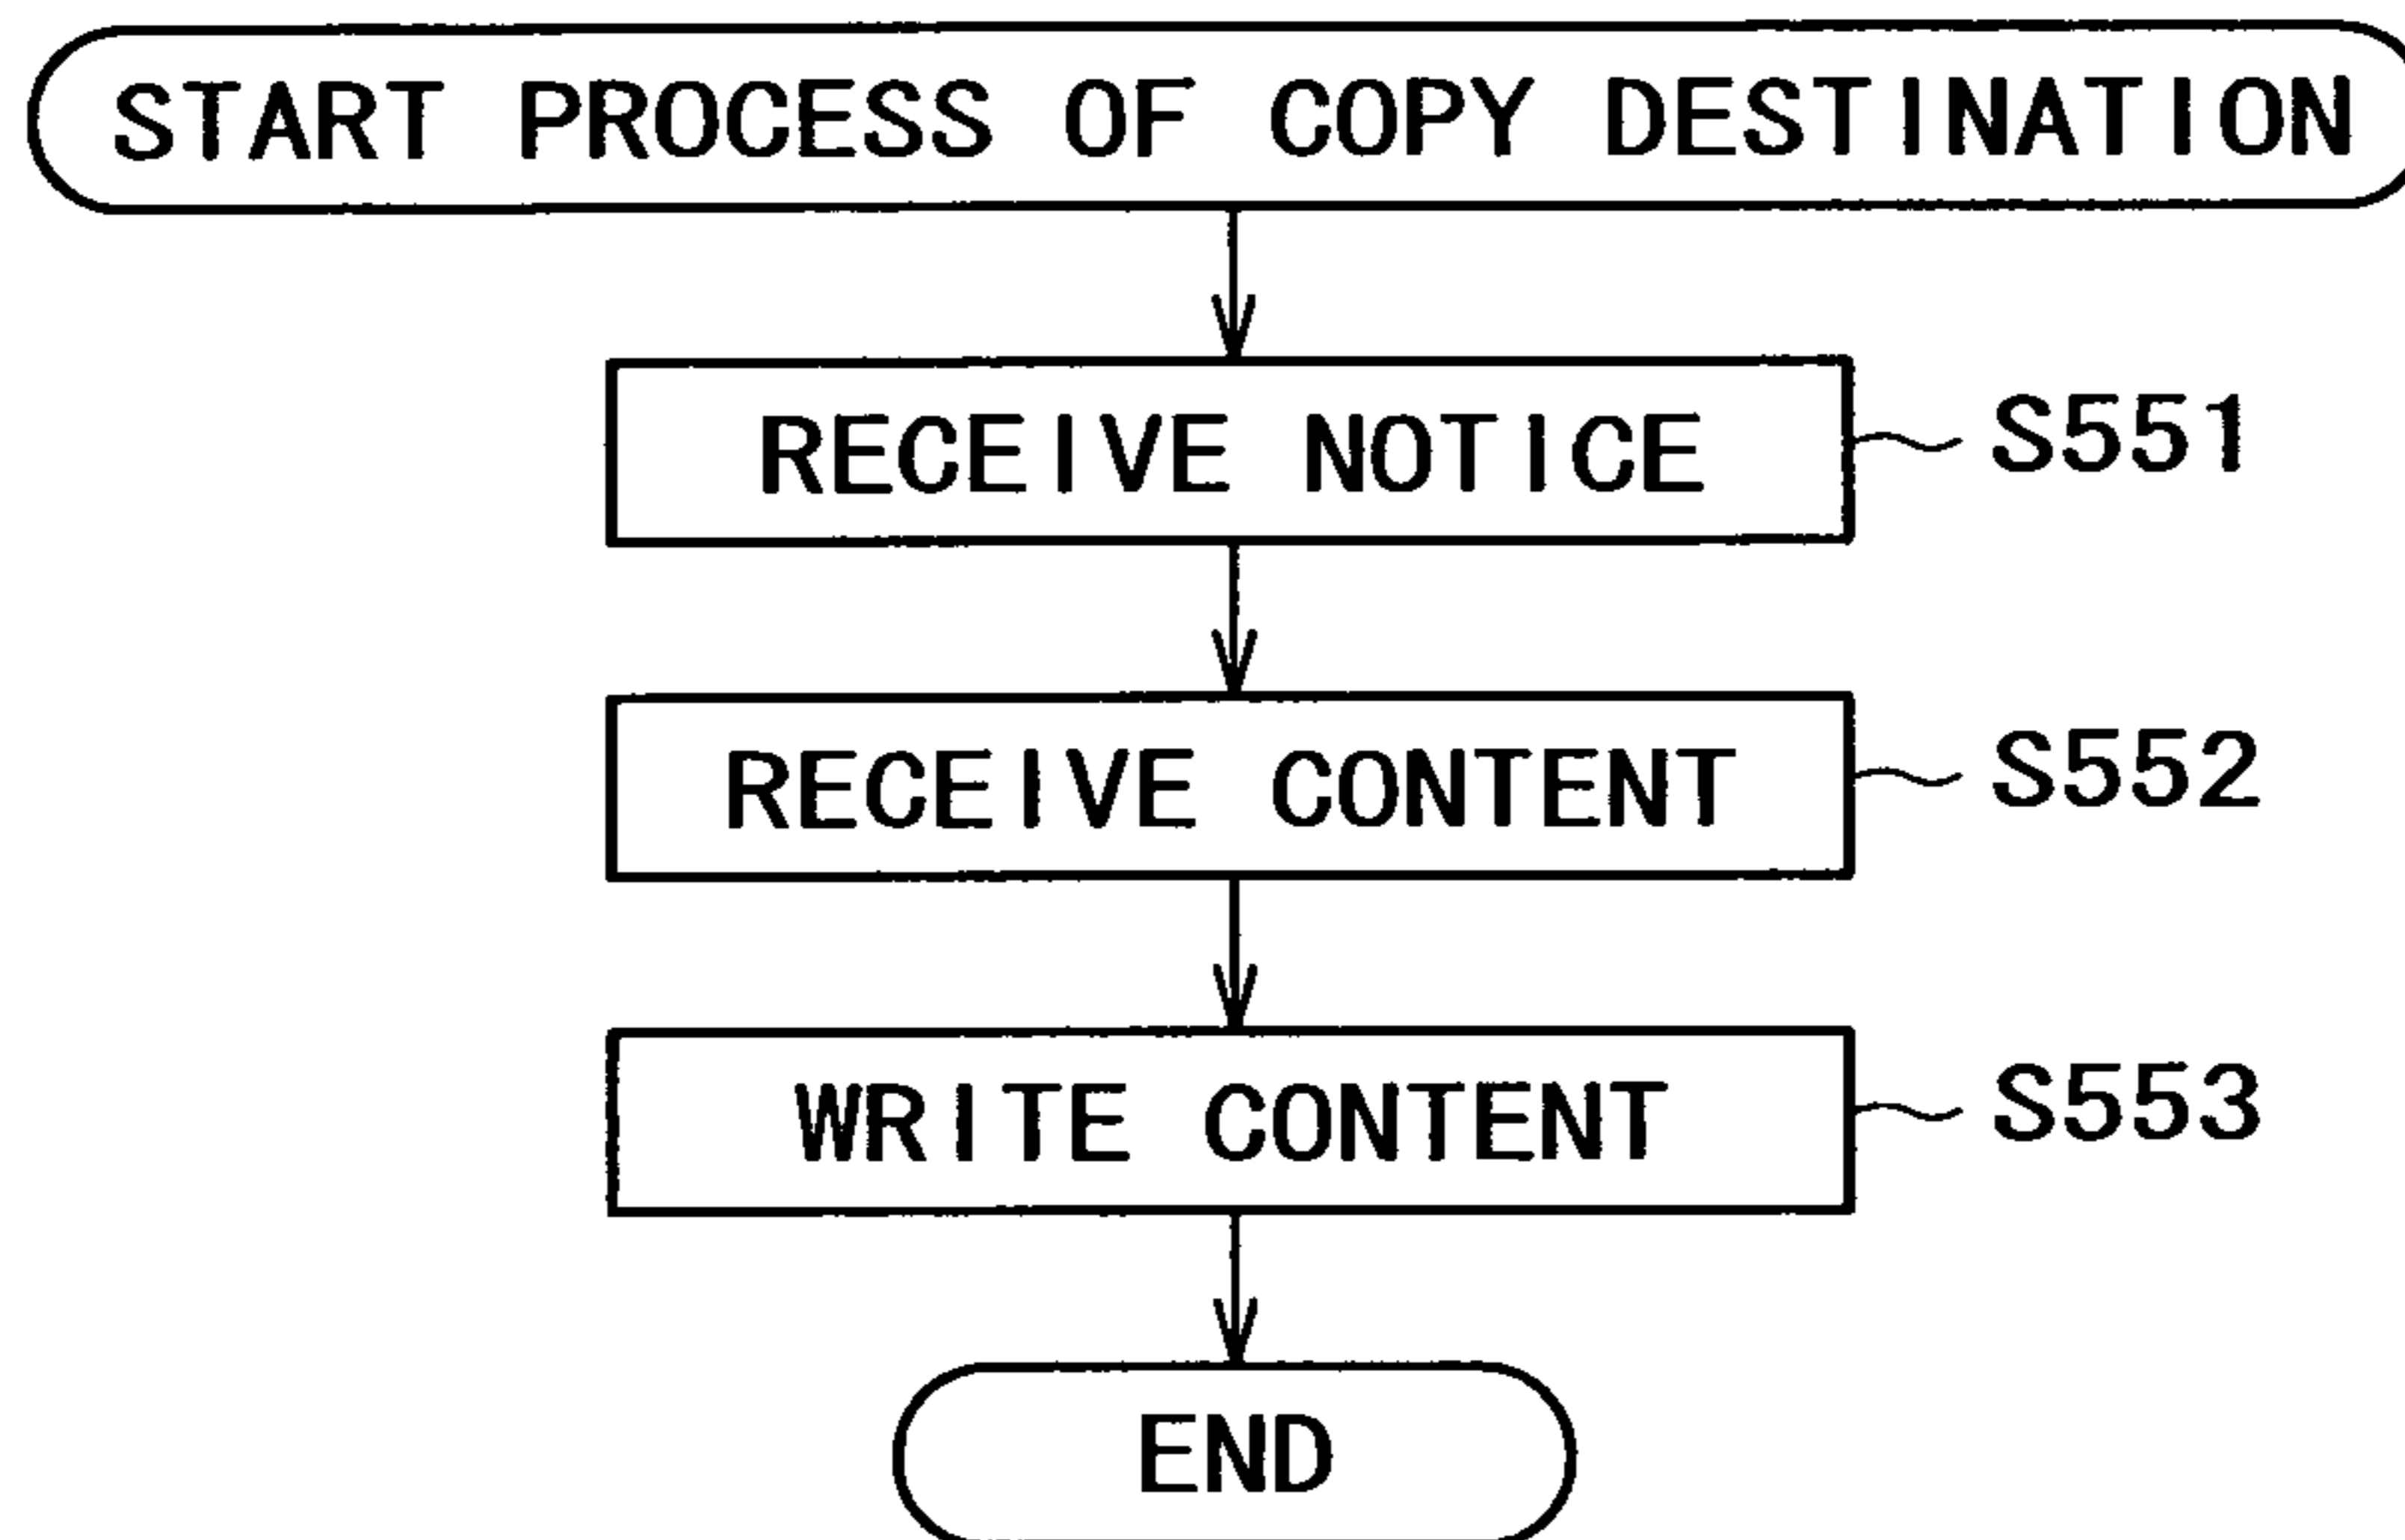 START PROCESS OF COPY DESTINATION
RECEIVE NOTICE S551
RECEIVE CONTENT S552
WRITE CONTENT S553
END